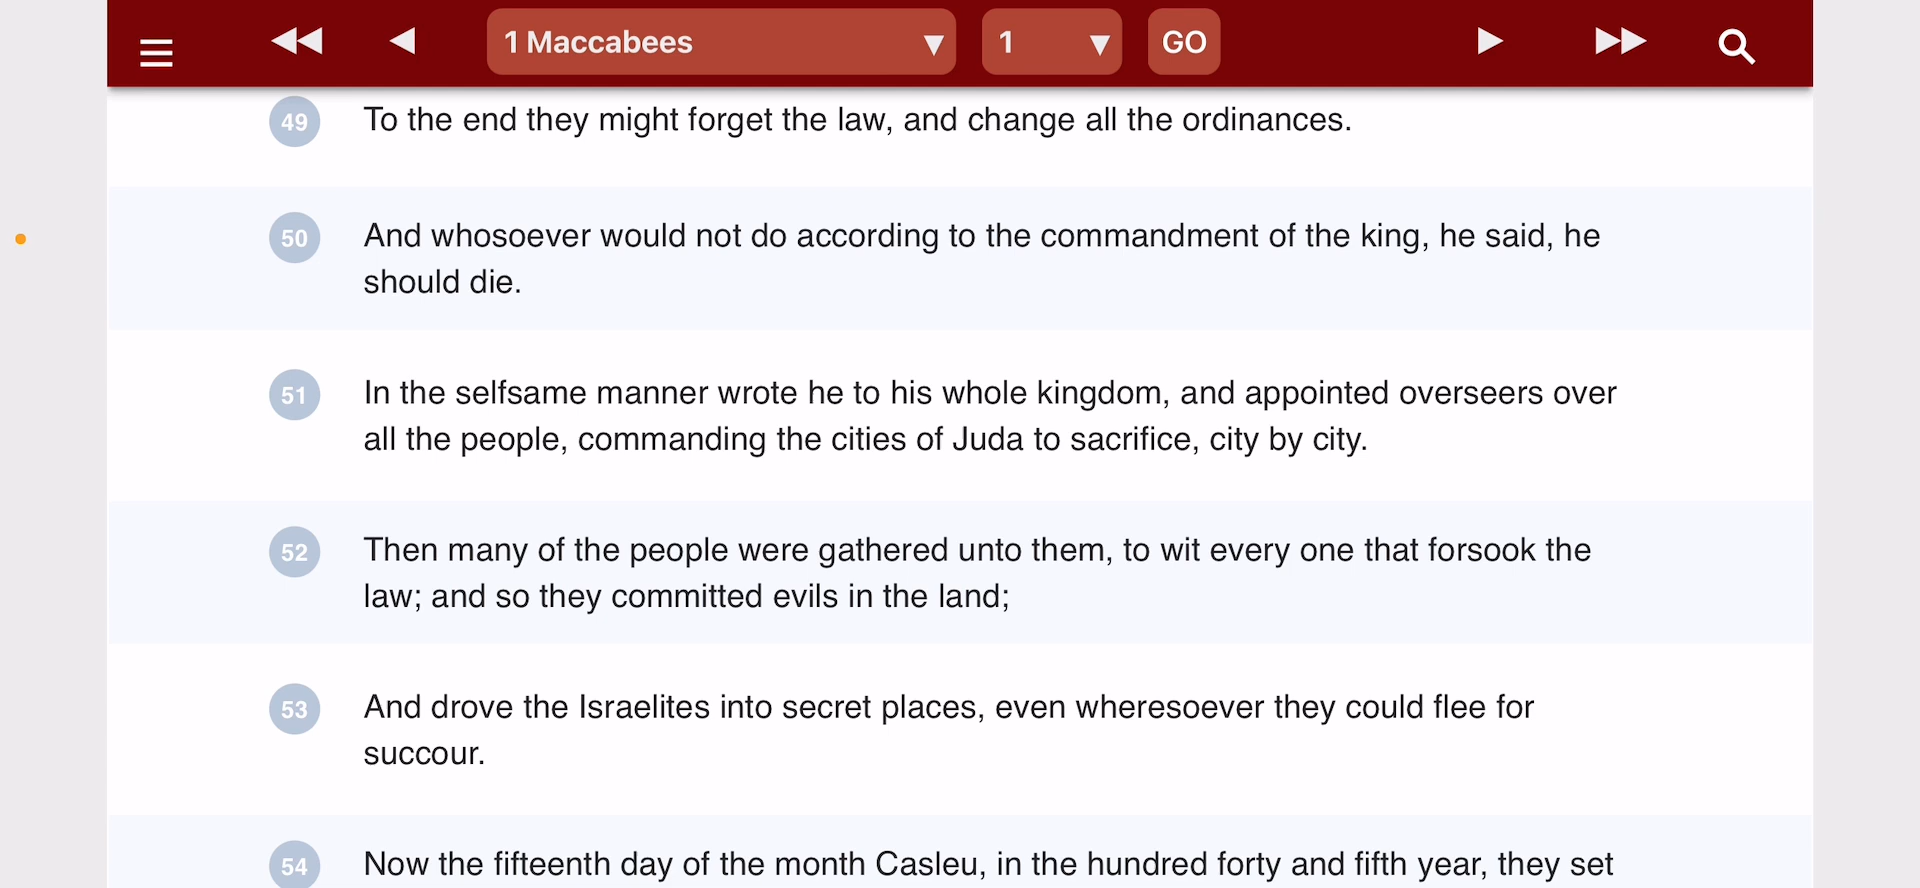 1 Maccabees
1
GO
49 To the end they might forget the law, and change all the ordinances.
50 And whosoever would not do according to the commandment of the king, he said, he
should die.
51 In the selfsame manner wrote he to his whole kingdom, and appointed overseers over
all the people, commanding the cities of Juda to sacrifice, city by city.
52 Then many of the people were gathered unto them, to wit every one that forsook the
law; and so they committed evils in the land;
53 And drove the Israelites into secret places, even wheresoever they could flee for
succour.
54 Now the fifteenth day of the month Casleu, in the hundred forty and fifth year, they set